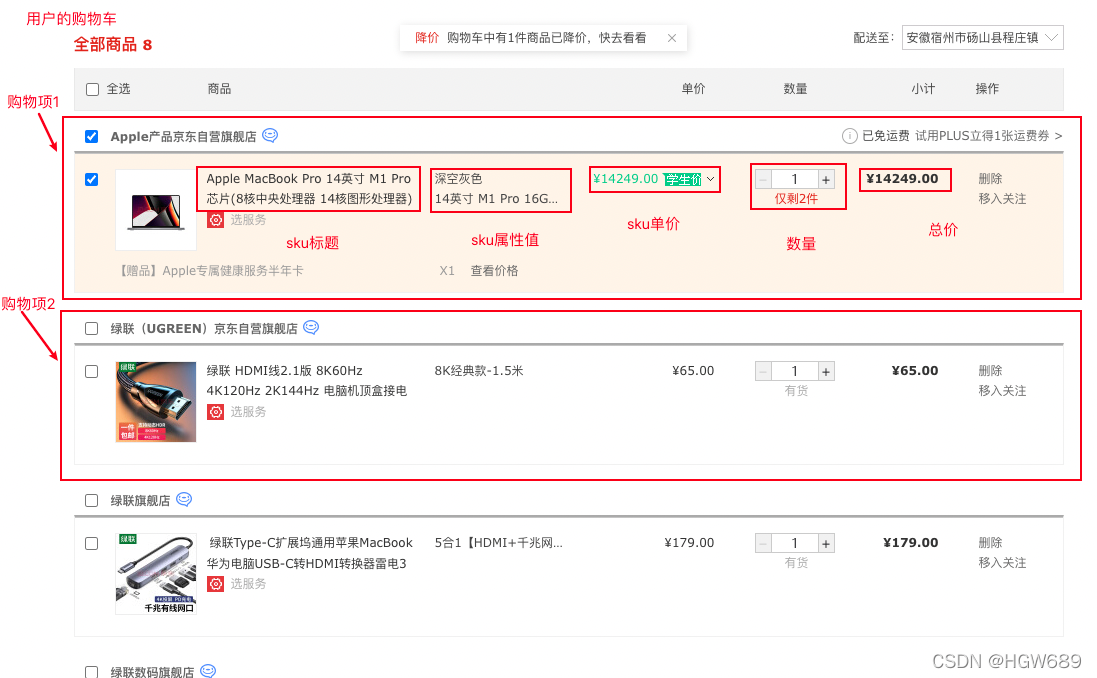 用户的购物车
全部商品 8
降价 购物车中有1件商品已降价，快去看看 ×
配送至： 安徽宿州市砀山县程庄镇
全选 商品 单价 数量 小计 操作
购物项1
Apple产品京东自营旗舰店
已免运费 试用PLUS立得1张运费券 >
Apple MacBook Pro 14英寸 M1 Pro
芯片(8核中央处理器 14核图形处理器)
选服务
深空灰色
14英寸 M1 Pro 16G...
¥14249.00 学生价
- 1 +
仅剩2件
¥14249.00
删除
移入关注
sku标题
sku属性值
sku单价
数量
总价
【赠品】Apple专属健康服务半年卡 X1 查看价格
购物项2
绿联（UGREEN）京东自营旗舰店
绿联
一件
包邮
绿联 HDMI线2.1版 8K60Hz
4K120Hz 2K144Hz 电脑机顶盒接电
选服务
8K经典款-1.5米
¥65.00
- 1 +
有货
¥65.00
删除
移入关注
绿联旗舰店
绿联
千兆有线网口
绿联Type-C扩展坞通用苹果MacBook
华为电脑USB-C转HDMI转换器雷电3
选服务
5合1【HDMI+千兆网...
¥179.00
- 1 +
有货
¥179.00
删除
移入关注
绿联数码旗舰店
CSDN @HGW689